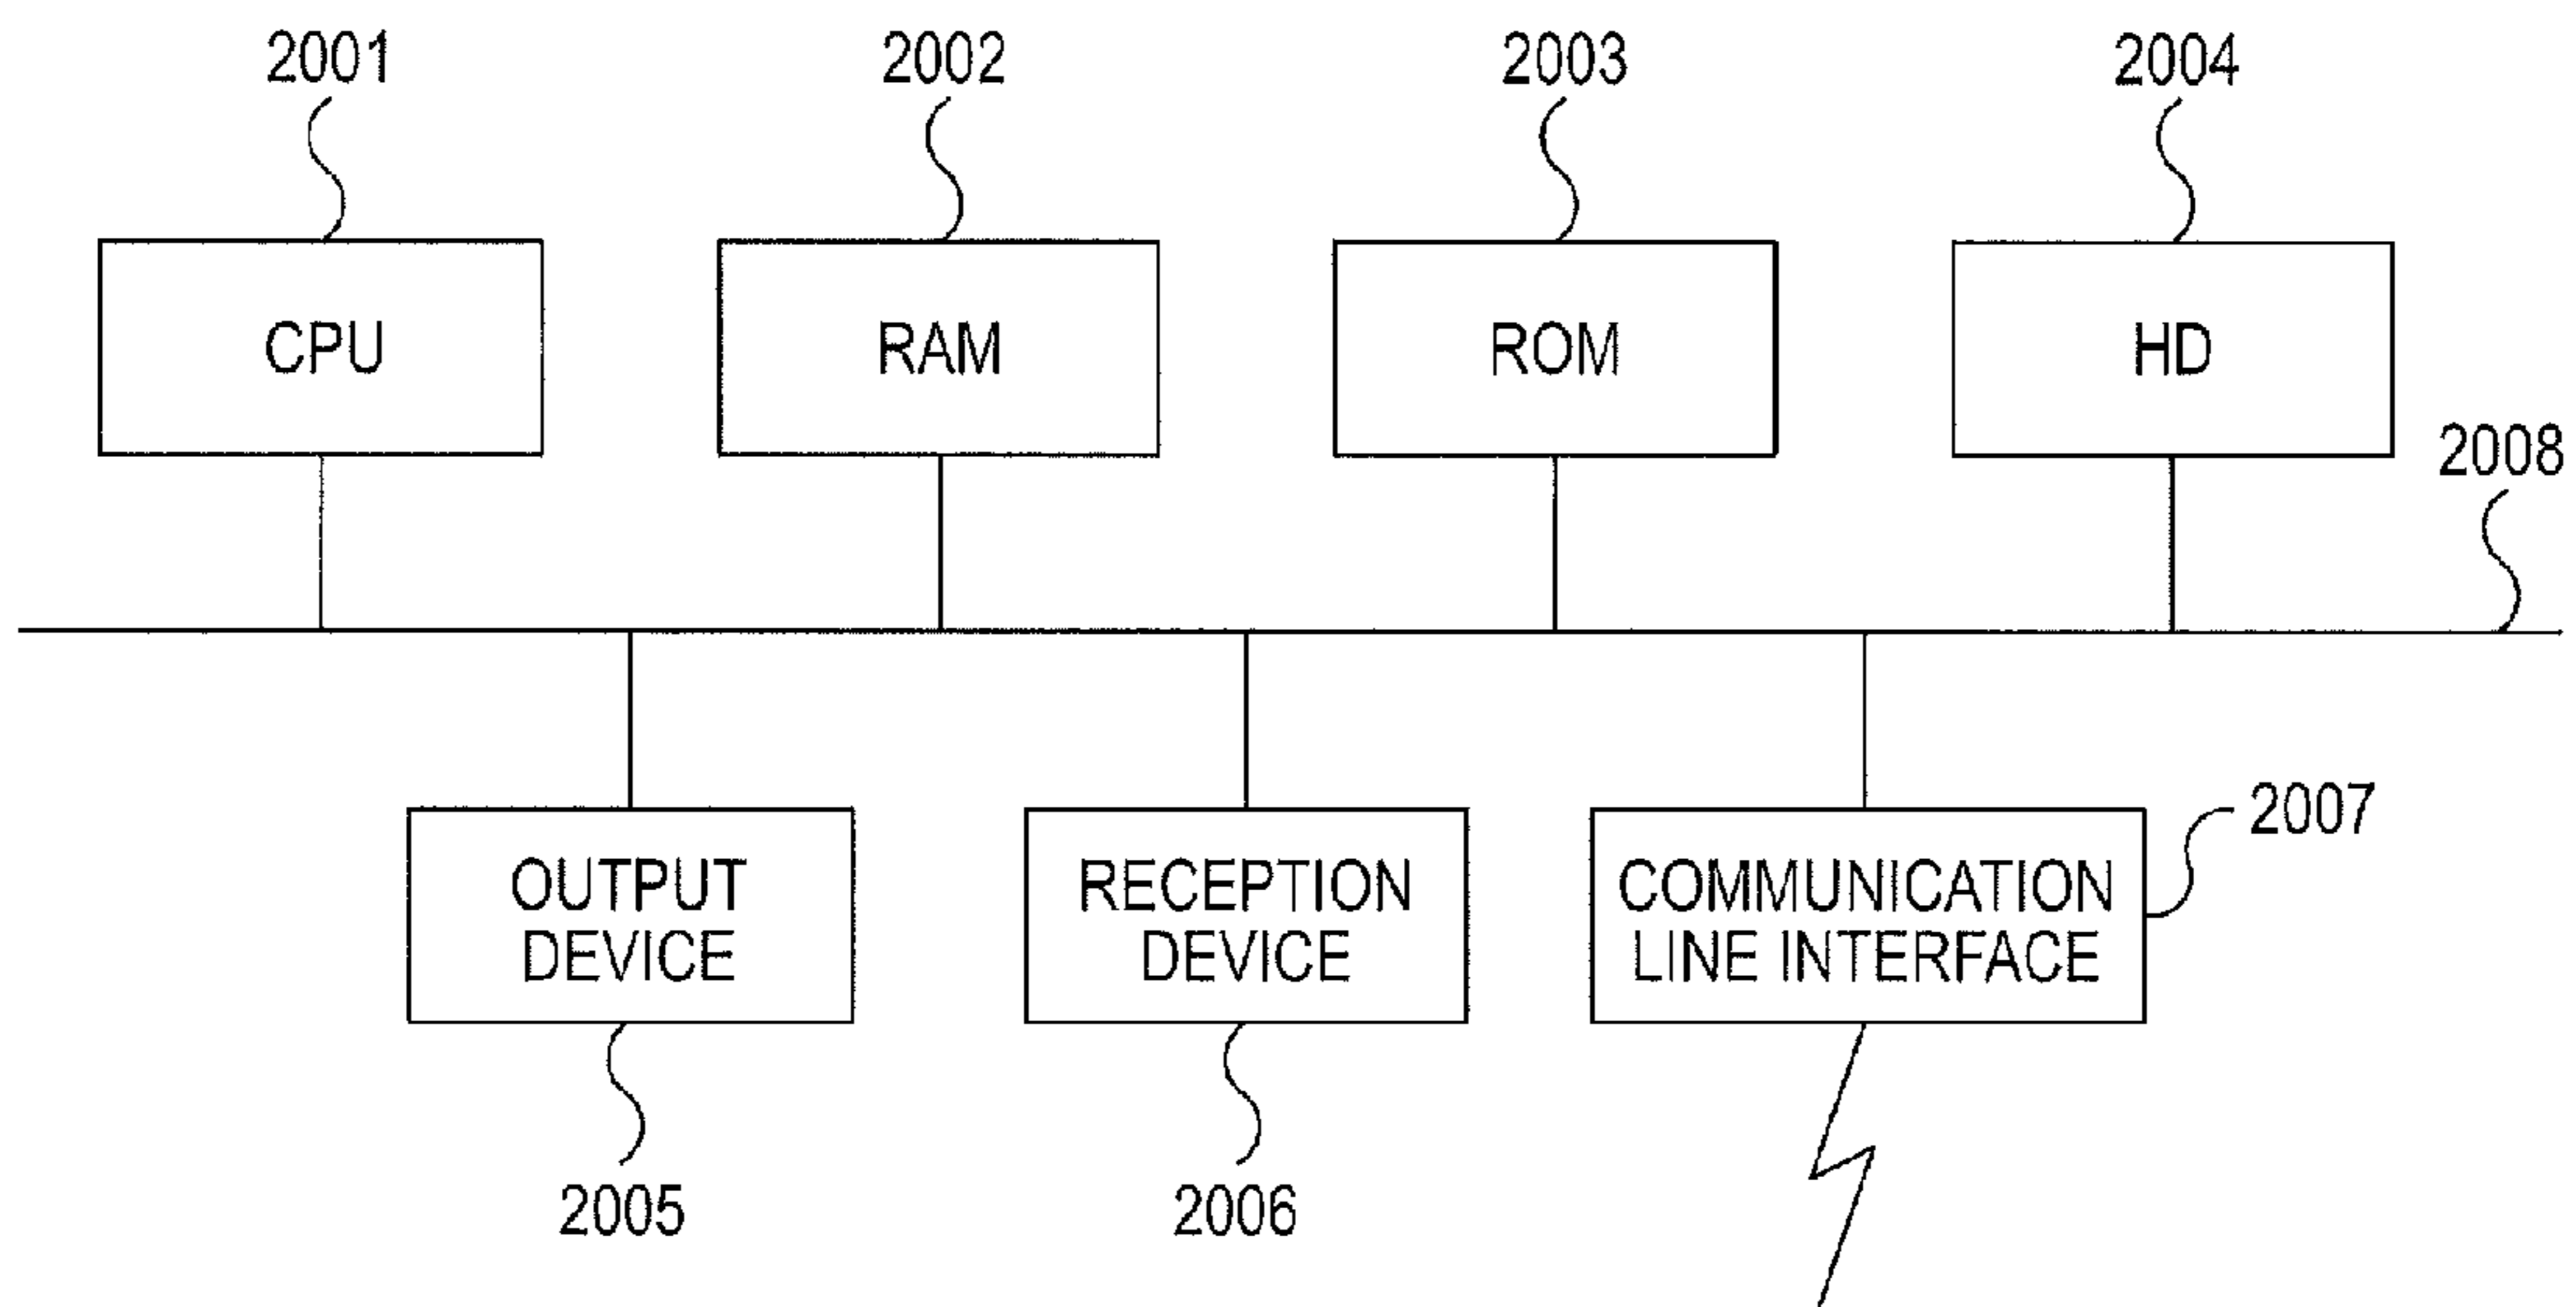 2001
2002
2003
2004
CPU
RAM
ROM
HD
2008
OUTPUT
DEVICE
RECEPTION
DEVICE
COMMUNICATION
LINE INTERFACE
2007
2005
2006